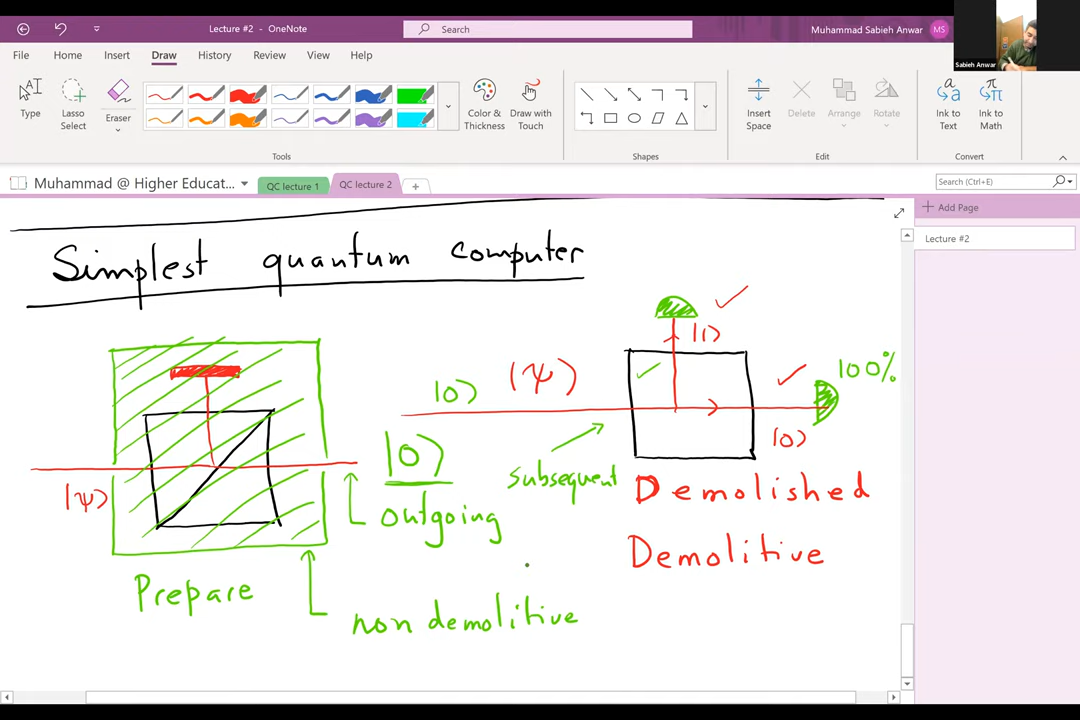 Lecture #2 - OneNote
Search
Muhammad Sabieh Anwar
MS
Sabieh Anwar
File Home Insert Draw History Review View Help
Type
Lasso Select
Eraser
Color & Thickness
Draw with Touch
Insert Space
Delete
Arrange
Rotate
Ink to Text
Ink to Math
Tools
Shapes
Edit
Convert
Muhammad @ Higher Educat...
QC lecture 1
QC lecture 2
Search (Ctrl+E)
Add Page
Lecture #2
Simplest quantum computer
|1⟩
100%
|0⟩ |ψ⟩
|0⟩
|0⟩
|ψ⟩
subsequent
outgoing
Demolished
Demolitive
Prepare
non demolitive